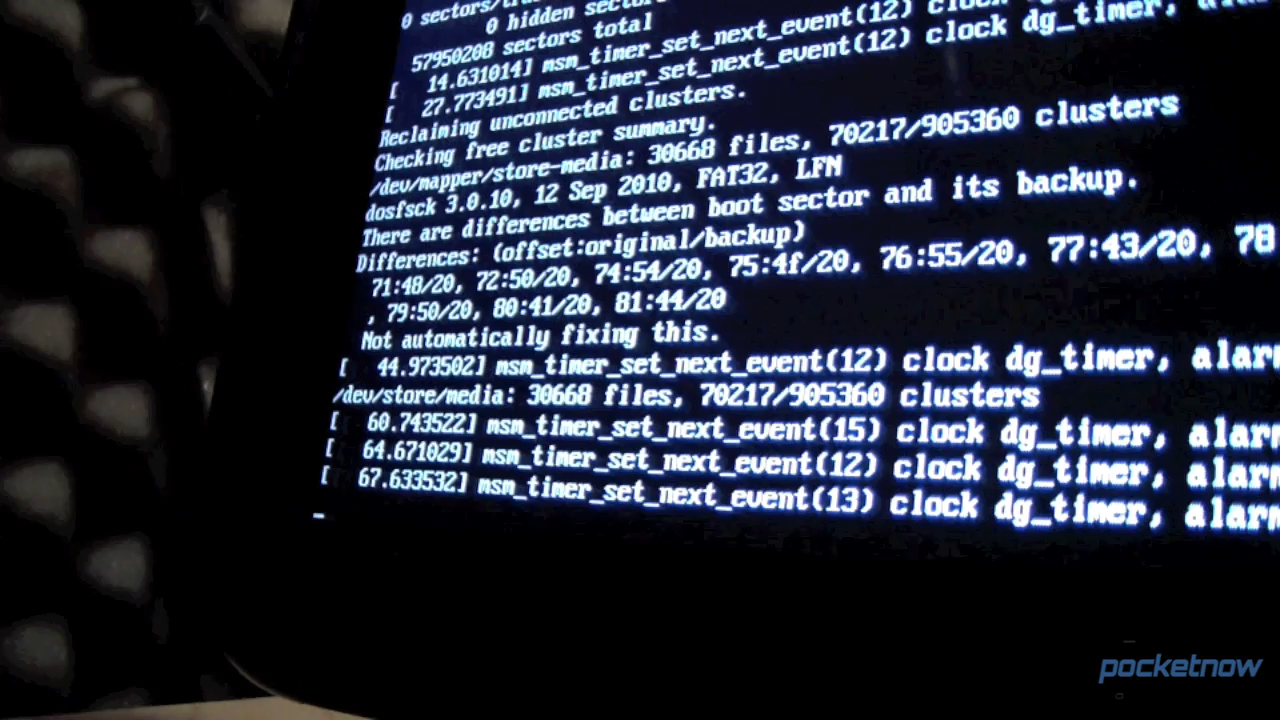 0 sectors/
0 hidden
57950208 sectors total
[ 14.631014] msm_timer_set_next_event(12)
[ 27.773491] msm_timer_set_next_event(12) clock dg_timer,
Reclaiming unconnected clusters.
Checking free cluster summary.
/dev/mapper/store-media: 30668 files, 70217/905360 clusters
dosfsck 3.0.10, 12 Sep 2010, FAT32, LFN
There are differences between boot sector and its backup.
Differences: (offset:original/backup)
71:48/20, 72:50/20, 74:54/20, 75:4f/20, 76:55/20, 77:43/20, 78
, 79:50/20, 80:41/20, 81:44/20
Not automatically fixing this.
[ 44.973502] msm_timer_set_next_event(12) clock dg_timer, alarm
/dev/store/media: 30668 files, 70217/905360 clusters
[ 60.743522] msm_timer_set_next_event(15) clock dg_timer, alarm
[ 64.671029] msm_timer_set_next_event(12) clock dg_timer, alarm
[ 67.633532] msm_timer_set_next_event(13) clock dg_timer, alarm
pocketnow